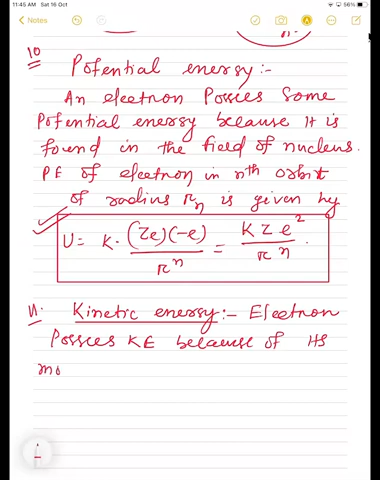 11:45 AM Sat 16 Oct
56%
Notes
10
Potential energy:-
An electron Posses Some
Potential energy because it is
found in the field of nucleus.
PE of electron in nth orbit
of radius rn is given by
U = K · (Ze)(-e) / r^n = K Z e^2 / r^n .
11. Kinetic energy:- Electron
Possces KE because of its
mo